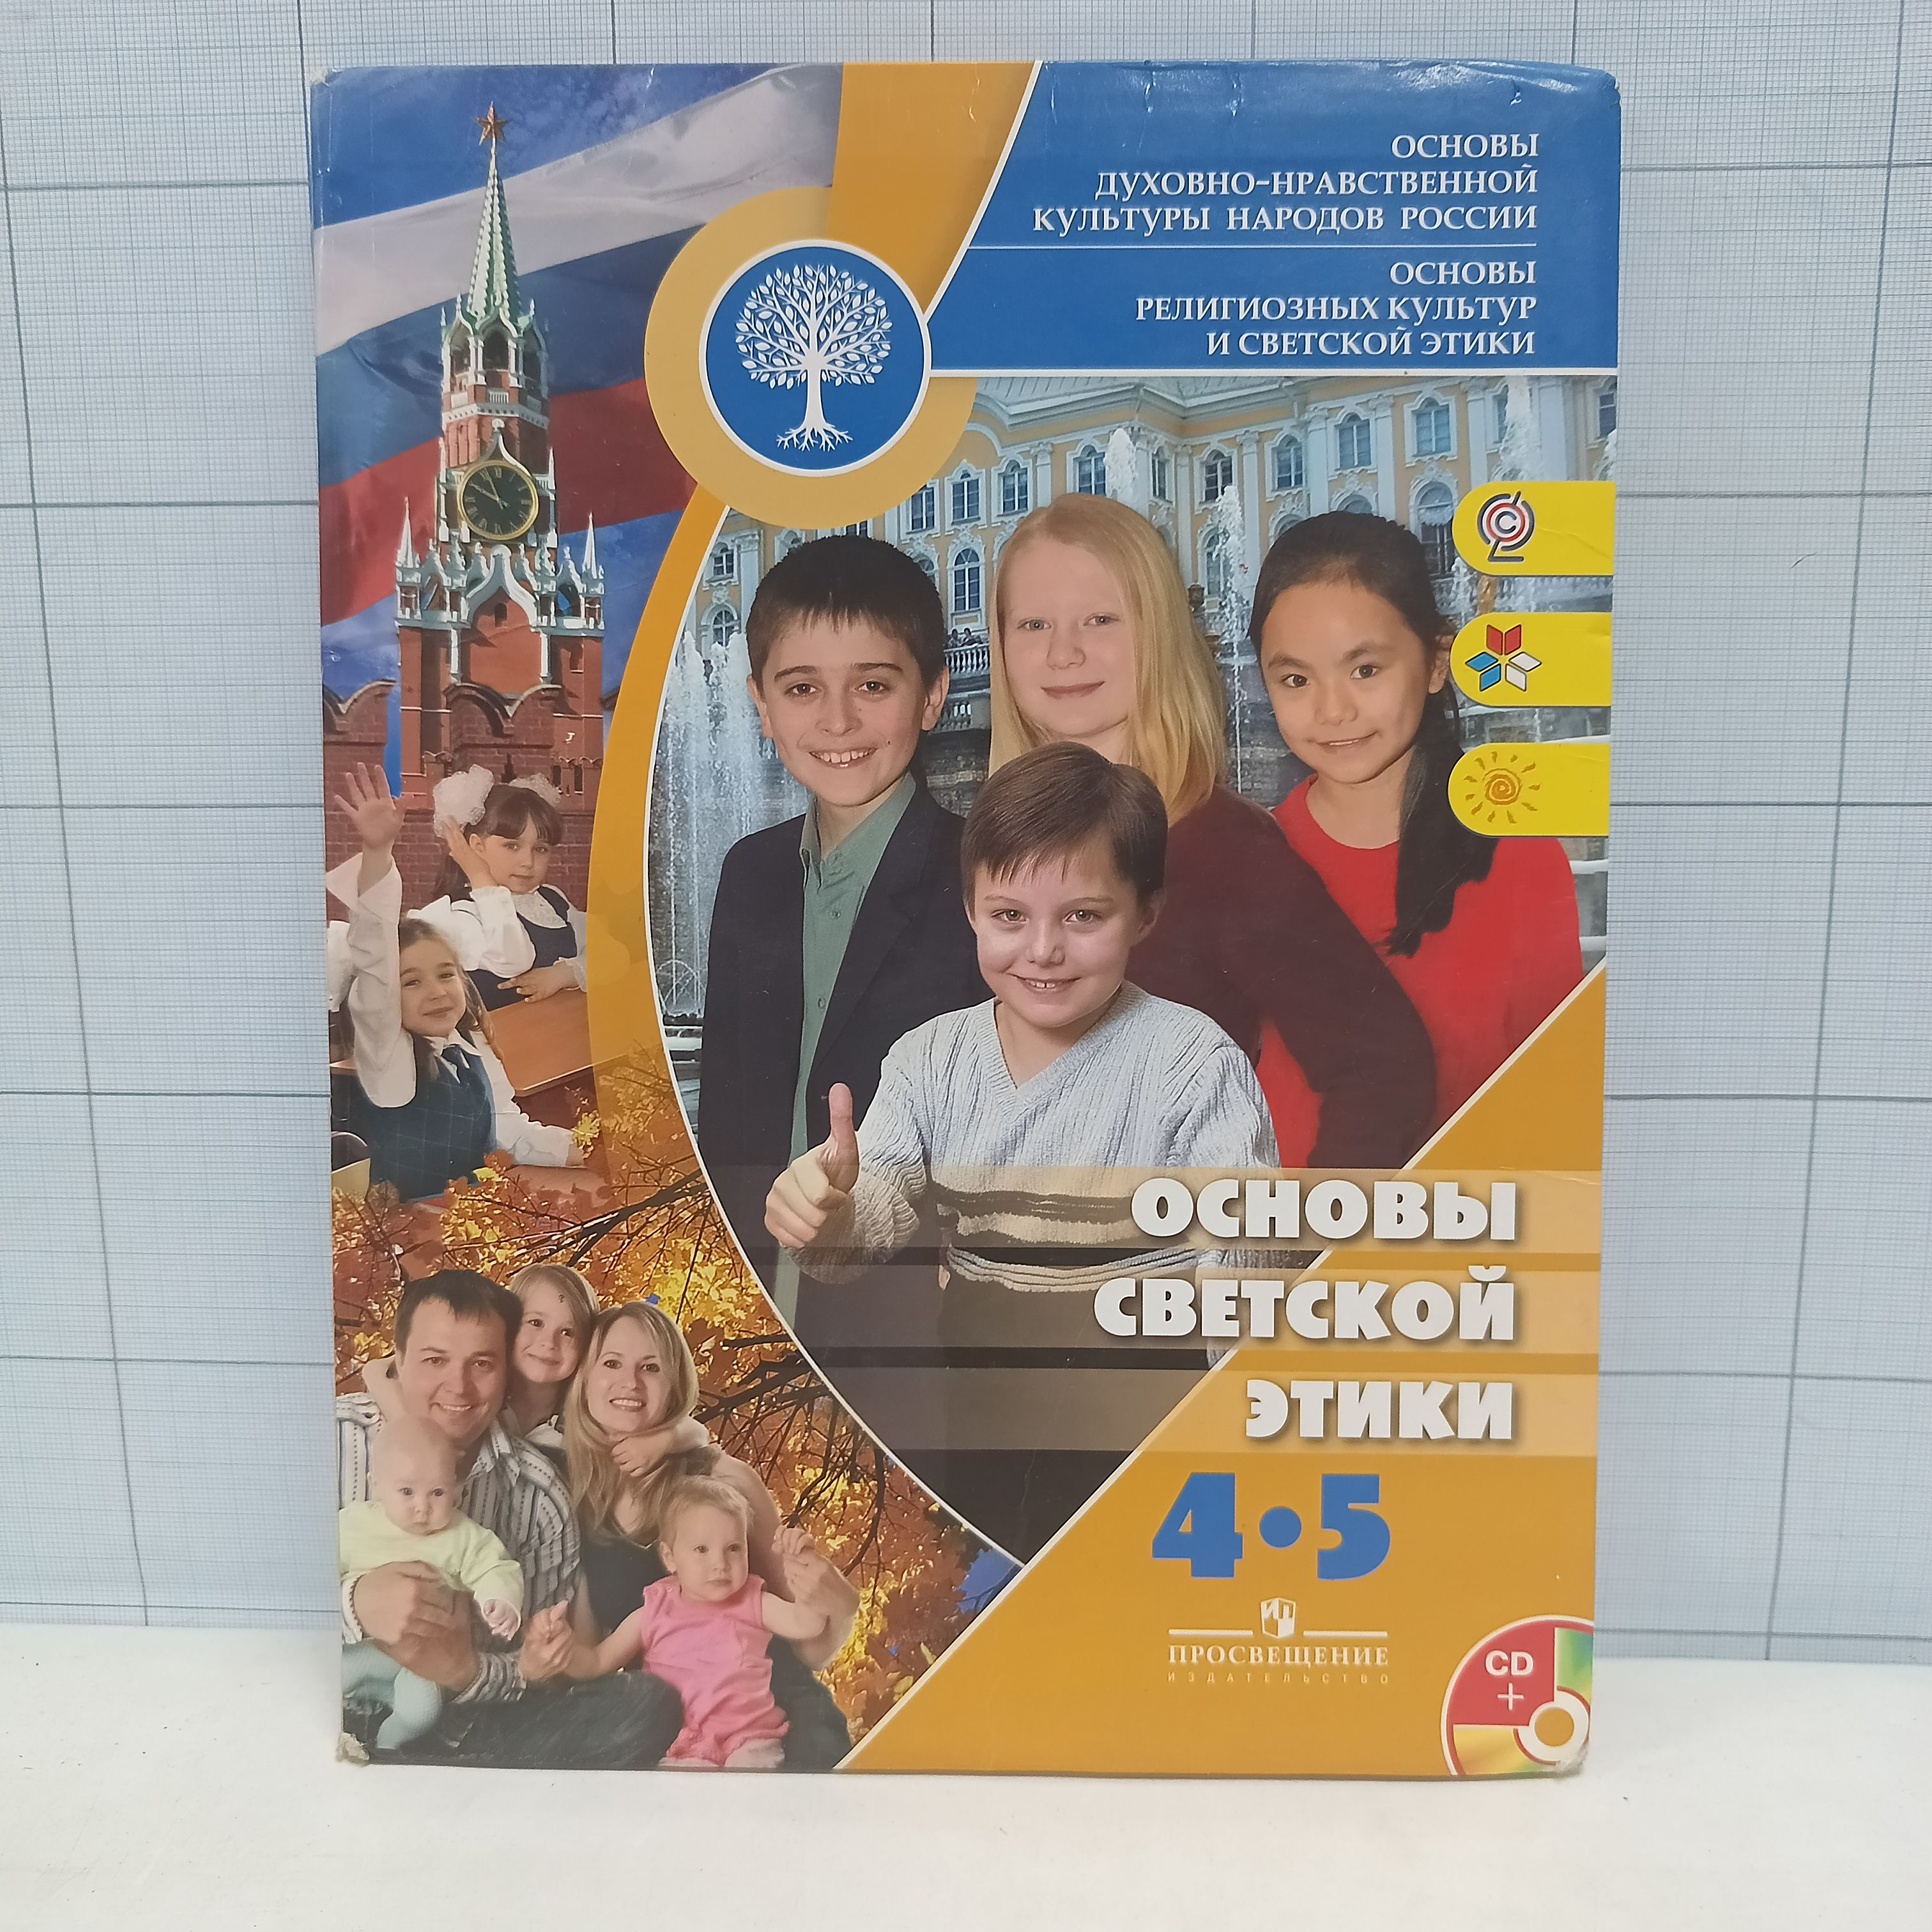 ОСНОВЫ
ДУХОВНО-НРАВСТВЕННОЙ
КУЛЬТУРЫ НАРОДОВ РОССИИ
ОСНОВЫ
РЕЛИГИОЗНЫХ КУЛЬТУР
И СВЕТСКОЙ ЭТИКИ
С
ОСНОВЫ
СВЕТСКОЙ
ЭТИКИ
4•5
ИП
ПРОСВЕЩЕНИЕ
ИЗДАТЕЛЬСТВО
CD
+